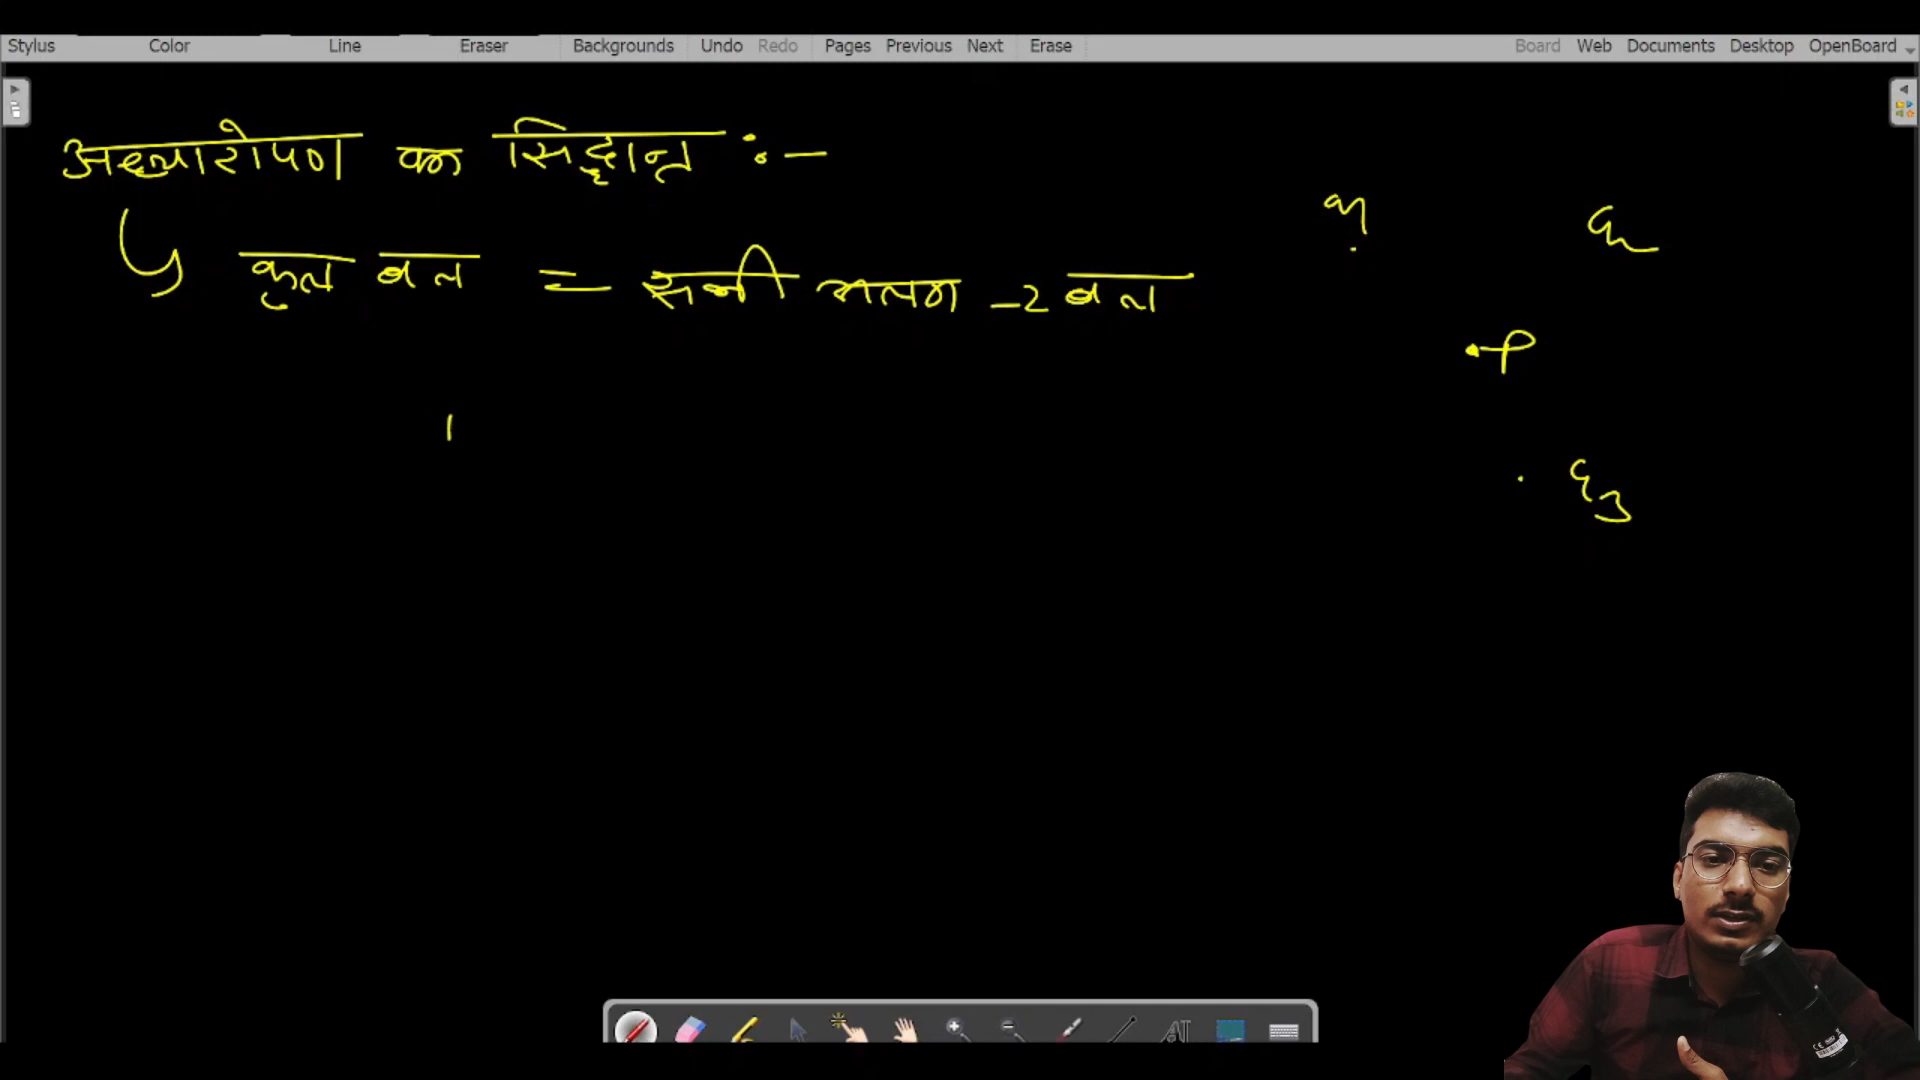 Stylus Color Line Eraser Backgrounds Undo Redo Pages Previous Next Erase Board Web Documents Desktop OpenBoard
अध्यारोपण का सिद्धान्त :-
कुल बल = सभी अलग -2 बल
q
q2
P
q3